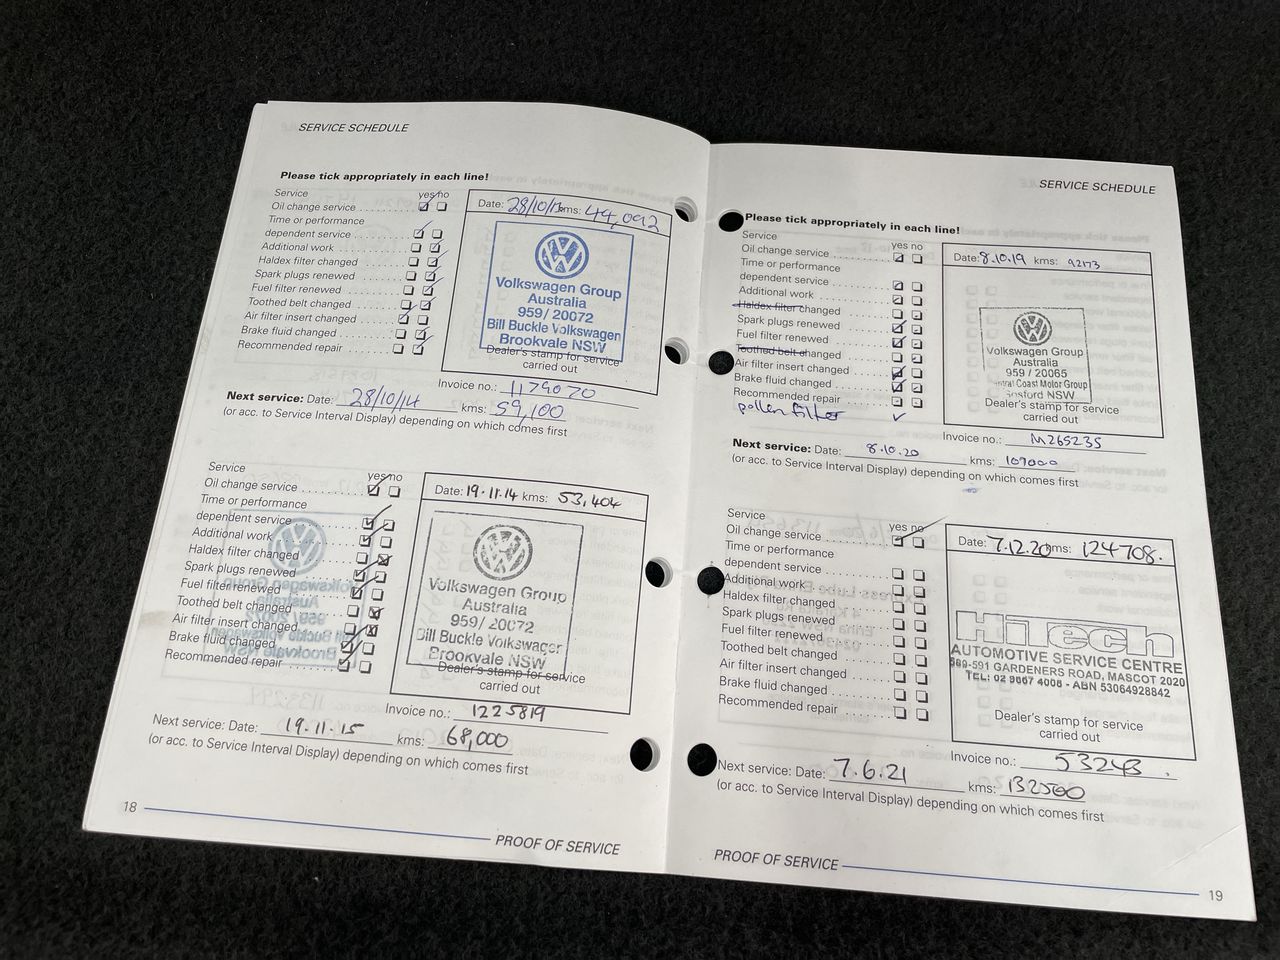 SERVICE SCHEDULE
Please tick appropriately in each line!
Service yes no
Oil change service
Time or performance
dependent service
Additional work
Haldex filter changed
Spark plugs renewed
Fuel filter renewed
Toothed belt changed
Air filter insert changed
Brake fluid changed
Recommended repair
Date: 28/10/13 kms: 44,092
Volkswagen Group
Australia
959/ 20072
Bill Buckle Volkswagen
Brookvale NSW
Dealer's stamp for service
carried out
Invoice no.: 1179070
Next service: Date: 28/10/14 kms: 59,100
(or acc. to Service Interval Display) depending on which comes first
Service yes no
Oil change service
Time or performance
dependent service
Additional work
Haldex filter changed
Spark plugs renewed
Fuel filter renewed
Toothed belt changed
Air filter insert changed
Brake fluid changed
Recommended repair
Date: 19.11.14 kms: 53,404
Volkswagen Group
Australia
959/ 20072
Bill Buckle Volkswagen
Brookvale NSW
Dealer's stamp for service
carried out
Invoice no.: 1225819
Next service: Date: 19.11.15 kms: 68,000
(or acc. to Service Interval Display) depending on which comes first
18
PROOF OF SERVICE
SERVICE SCHEDULE
Please tick appropriately in each line!
Service yes no
Oil change service
Time or performance
dependent service
Additional work
Haldex filter changed
Spark plugs renewed
Fuel filter renewed
Toothed belt changed
Air filter insert changed
Brake fluid changed
Recommended repair
pollen filter
Date: 8.10.19 kms: 92173
Volkswagen Group
Australia
959 / 20065
Central Coast Motor Group
Gosford NSW
Dealer's stamp for service
carried out
Invoice no.: M265235
Next service: Date: 8.10.20 kms: 107000
(or acc. to Service Interval Display) depending on which comes first
Service yes no
Oil change service
Time or performance
dependent service
Additional work
Haldex filter changed
Spark plugs renewed
Fuel filter renewed
Toothed belt changed
Air filter insert changed
Brake fluid changed
Recommended repair
Date: 7.12.20 kms: 124708.
HiTech
AUTOMOTIVE SERVICE CENTRE
589-591 GARDENERS ROAD, MASCOT 2020
TEL: 02 9667 4008 - ABN 53064928842
Dealer's stamp for service
carried out
Invoice no.: 53243.
Next service: Date: 7.6.21 kms: 132500
(or acc. to Service Interval Display) depending on which comes first
PROOF OF SERVICE
19